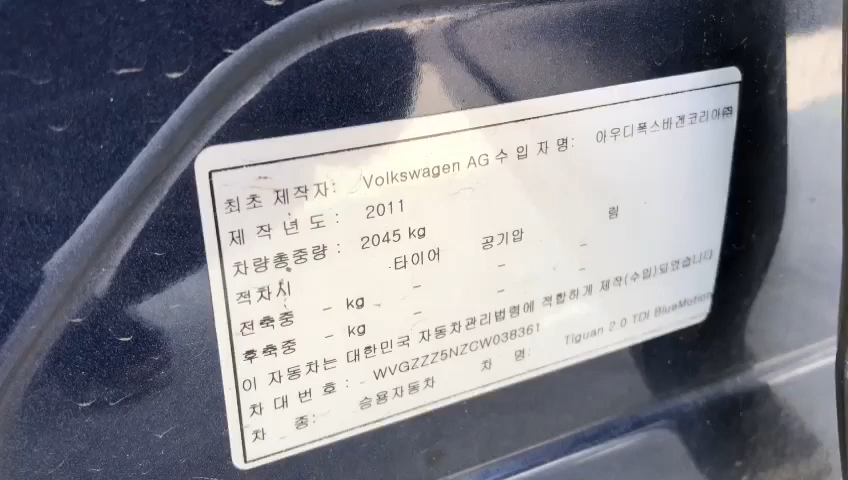 최초 제작자: Volkswagen AG 수 입 자 명: 아우디폭스바겐코리아㈜
제 작 년 도 : 2011
차량총중량 : 2045 kg
적차시 타이어 공기압 림
전축중 - kg - - -
후축중 - kg - - -
이 자동차는 대한민국 자동차관리법령에 적합하게 제작(수입)되었습니다
차 대 번 호 : WVGZZZ5NZCW038361
차 종: 승용자동차 차 명: Tiguan 2.0 TDI BlueMotion